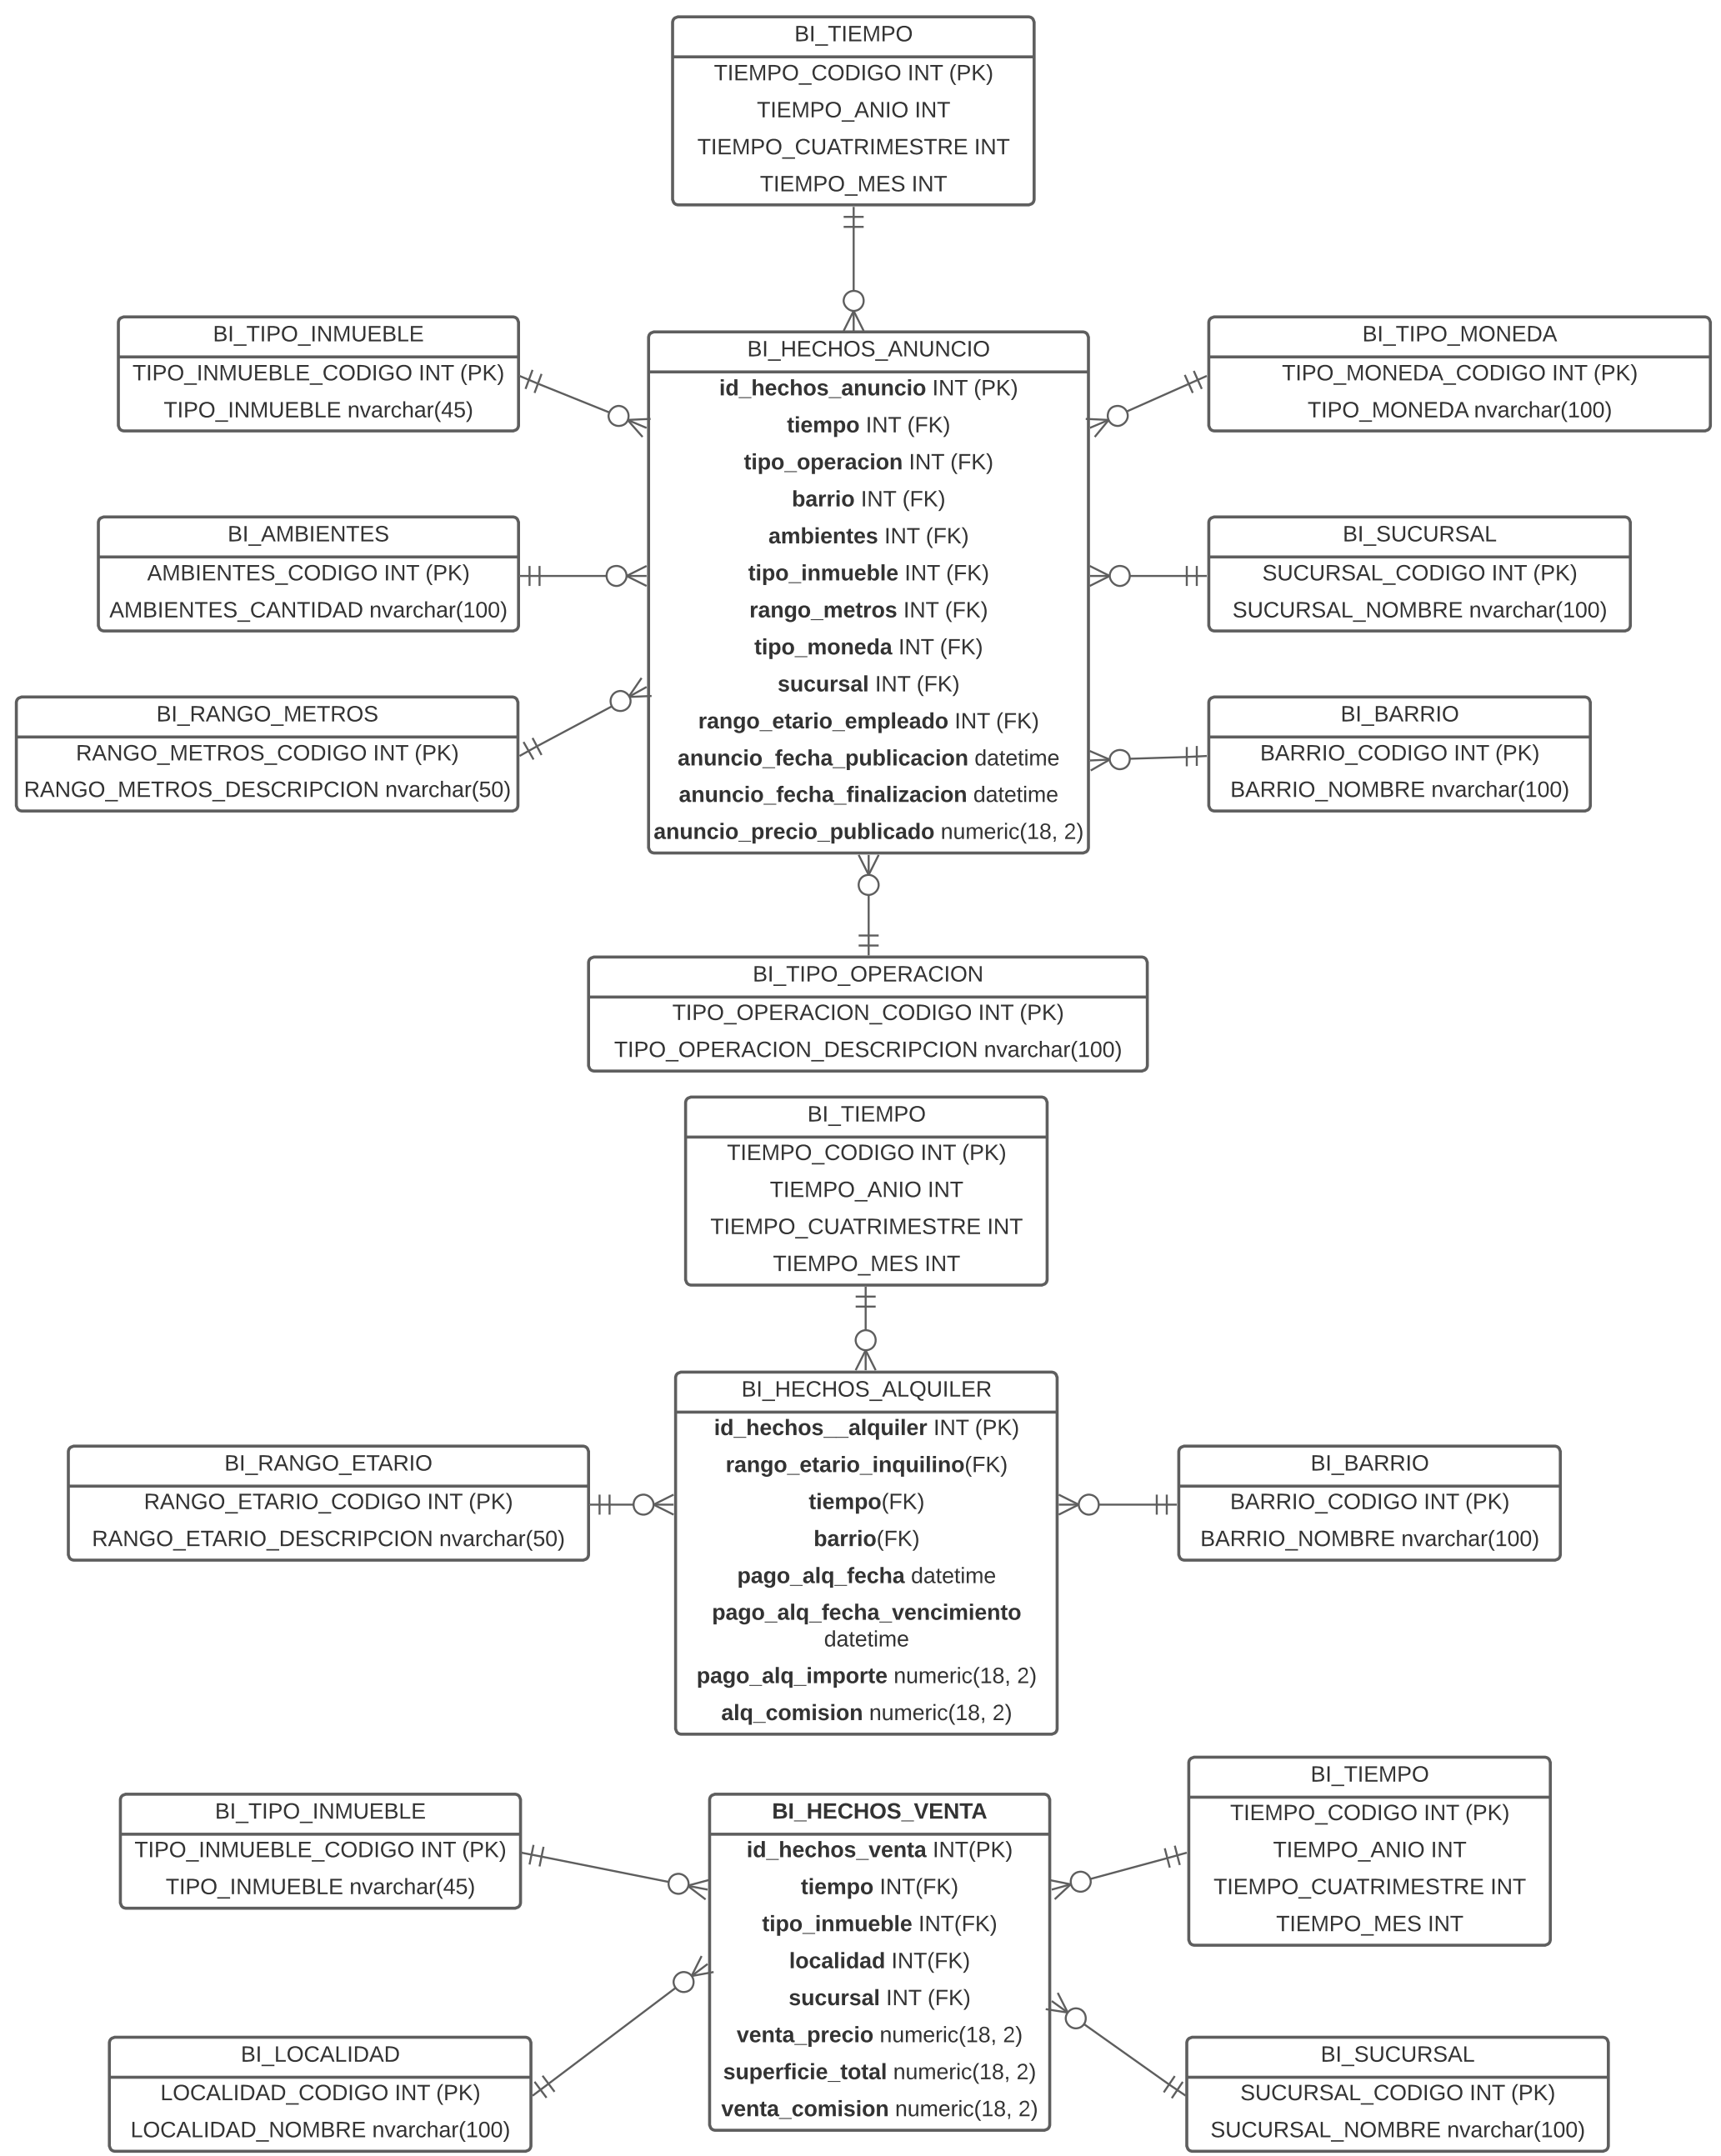 BI_TIEMPO
TIEMPO_CODIGO INT (PK)
TIEMPO_ANIO INT
TIEMPO_CUATRIMESTRE INT
TIEMPO_MES INT
BI_TIPO_INMUEBLE
TIPO_INMUEBLE_CODIGO INT (PK)
TIPO_INMUEBLE nvarchar(45)
BI_AMBIENTES
AMBIENTES_CODIGO INT (PK)
AMBIENTES_CANTIDAD nvarchar(100)
BI_RANGO_METROS
RANGO_METROS_CODIGO INT (PK)
RANGO_METROS_DESCRIPCION nvarchar(50)
BI_HECHOS_ANUNCIO
id_hechos_anuncio INT (PK)
tiempo INT (FK)
tipo_operacion INT (FK)
barrio INT (FK)
ambientes INT (FK)
tipo_inmueble INT (FK)
rango_metros INT (FK)
tipo_moneda INT (FK)
sucursal INT (FK)
rango_etario_empleado INT (FK)
anuncio_fecha_publicacion datetime
anuncio_fecha_finalizacion datetime
anuncio_precio_publicado numeric(18, 2)
BI_TIPO_MONEDA
TIPO_MONEDA_CODIGO INT (PK)
TIPO_MONEDA nvarchar(100)
BI_SUCURSAL
SUCURSAL_CODIGO INT (PK)
SUCURSAL_NOMBRE nvarchar(100)
BI_BARRIO
BARRIO_CODIGO INT (PK)
BARRIO_NOMBRE nvarchar(100)
BI_TIPO_OPERACION
TIPO_OPERACION_CODIGO INT (PK)
TIPO_OPERACION_DESCRIPCION nvarchar(100)
BI_TIEMPO
TIEMPO_CODIGO INT (PK)
TIEMPO_ANIO INT
TIEMPO_CUATRIMESTRE INT
TIEMPO_MES INT
BI_RANGO_ETARIO
RANGO_ETARIO_CODIGO INT (PK)
RANGO_ETARIO_DESCRIPCION nvarchar(50)
BI_HECHOS_ALQUILER
id_hechos__alquiler INT (PK)
rango_etario_inquilino(FK)
tiempo(FK)
barrio(FK)
pago_alq_fecha datetime
pago_alq_fecha_vencimiento
datetime
pago_alq_importe numeric(18, 2)
alq_comision numeric(18, 2)
BI_BARRIO
BARRIO_CODIGO INT (PK)
BARRIO_NOMBRE nvarchar(100)
BI_TIPO_INMUEBLE
TIPO_INMUEBLE_CODIGO INT (PK)
TIPO_INMUEBLE nvarchar(45)
BI_LOCALIDAD
LOCALIDAD_CODIGO INT (PK)
LOCALIDAD_NOMBRE nvarchar(100)
BI_HECHOS_VENTA
id_hechos_venta INT(PK)
tiempo INT(FK)
tipo_inmueble INT(FK)
localidad INT(FK)
sucursal INT (FK)
venta_precio numeric(18, 2)
superficie_total numeric(18, 2)
venta_comision numeric(18, 2)
BI_TIEMPO
TIEMPO_CODIGO INT (PK)
TIEMPO_ANIO INT
TIEMPO_CUATRIMESTRE INT
TIEMPO_MES INT
BI_SUCURSAL
SUCURSAL_CODIGO INT (PK)
SUCURSAL_NOMBRE nvarchar(100)